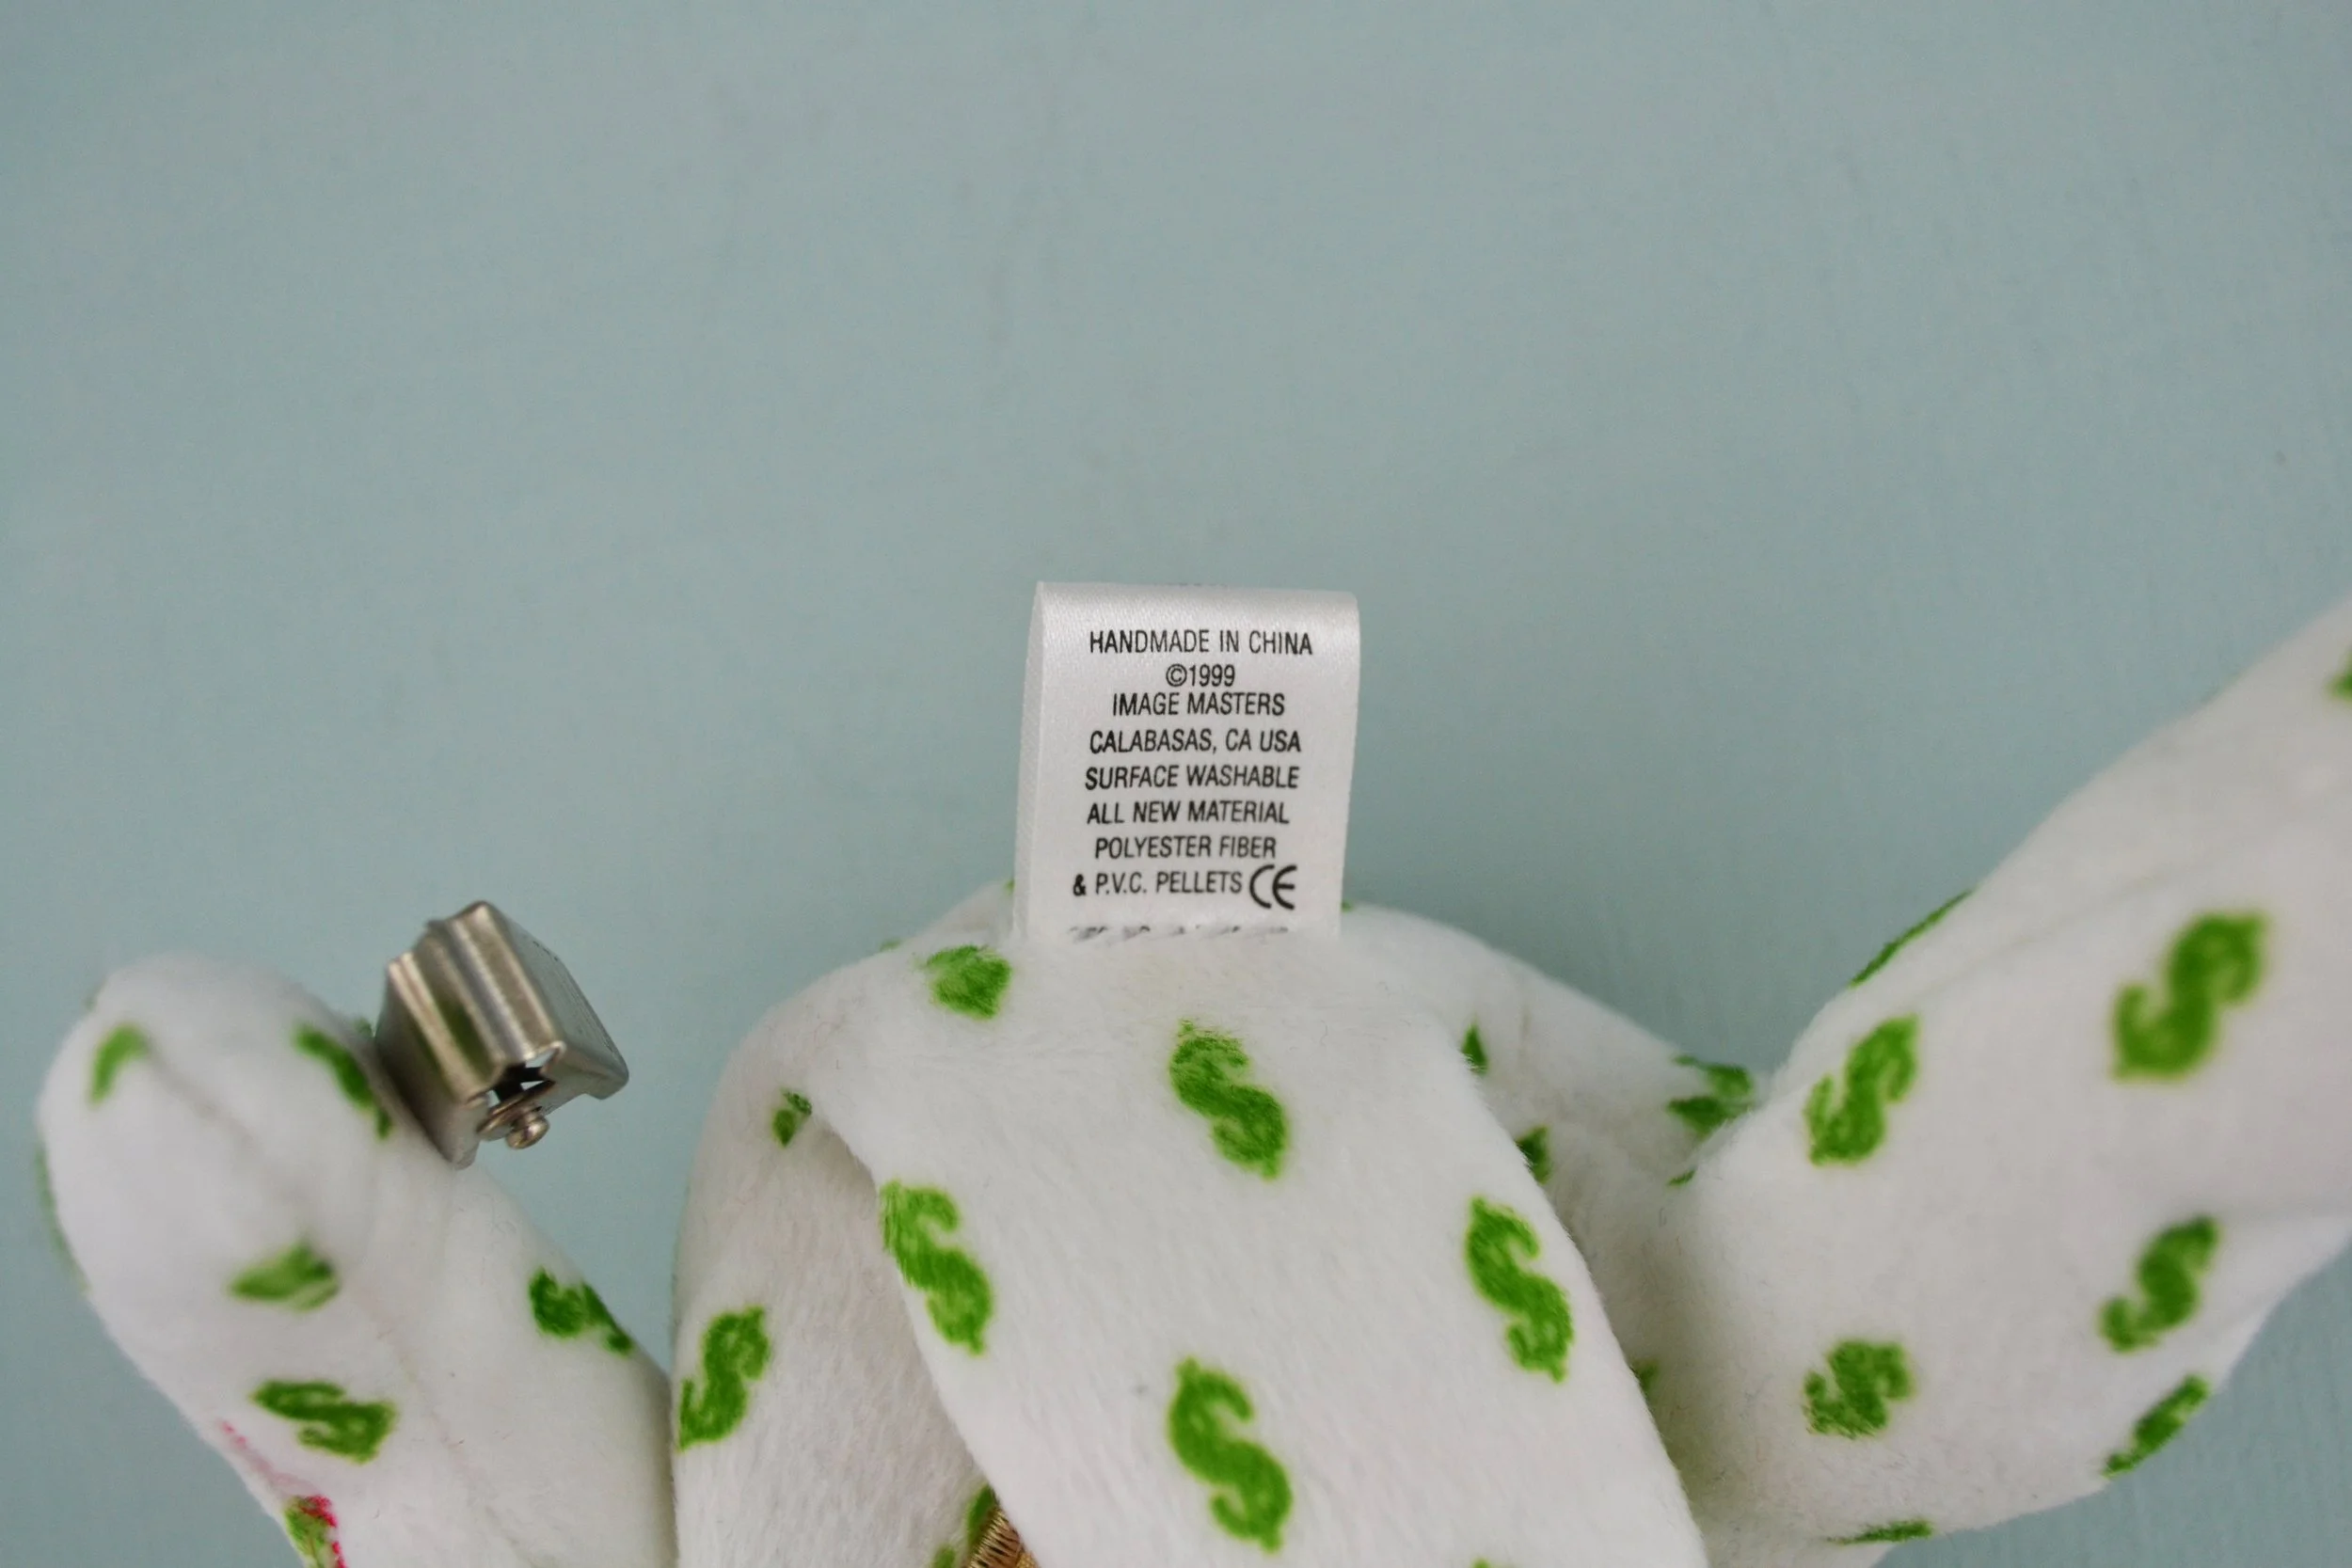 HANDMADE IN CHINA
©1999
IMAGE MASTERS
CALABASAS, CA USA
SURFACE WASHABLE
ALL NEW MATERIAL
POLYESTER FIBER
& P.V.C. PELLETS CE